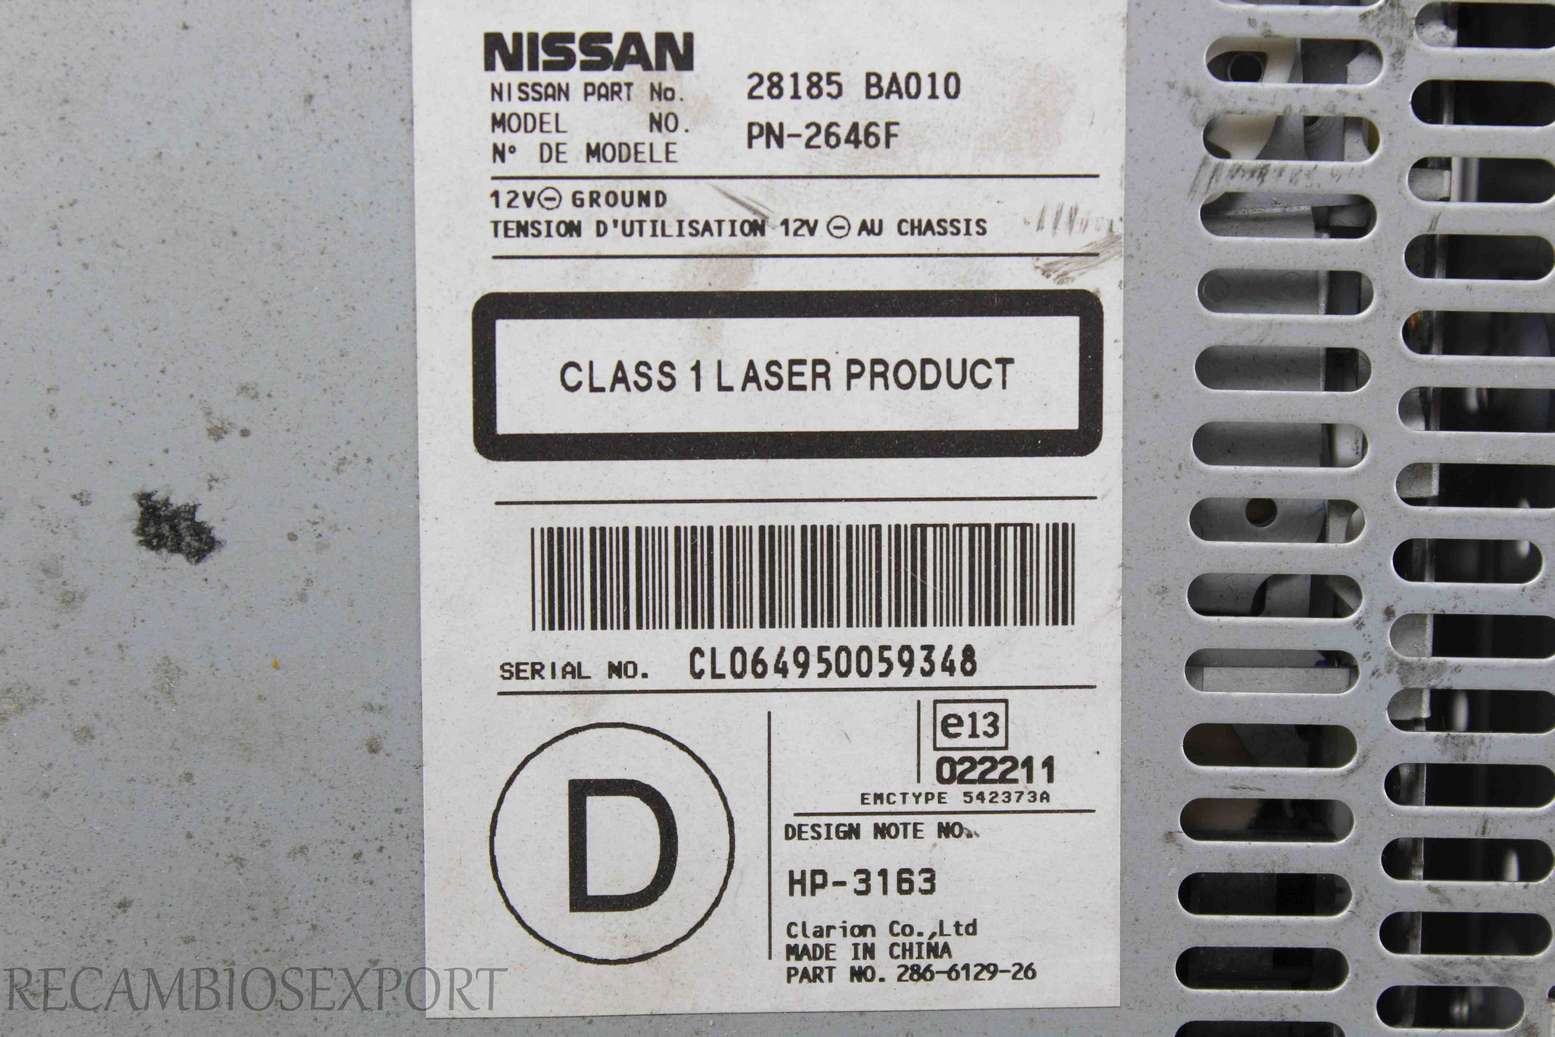 NISSAN
NISSAN PART No. 28185 BA010
MODEL NO. PN-2646F
N° DE MODELE
12V⊖ GROUND
TENSION D'UTILISATION 12V ⊖ AU CHASSIS
CLASS 1 LASER PRODUCT
SERIAL NO. CL064950059348
e13
022211
EMCTYPE 542373A
D
DESIGN NOTE NO.
HP-3163
Clarion Co.,Ltd
MADE IN CHINA
PART NO. 286-6129-26
RECAMBIOSEXPORT